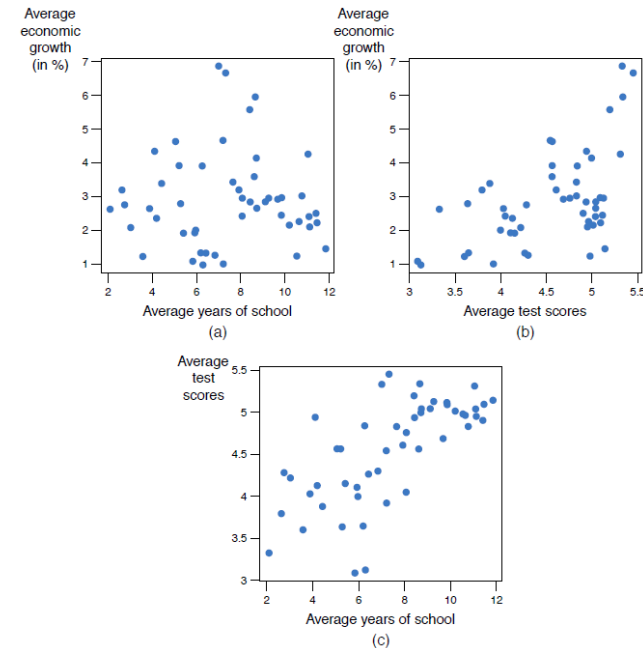 Average
economic
growth
(in %)
7
6
5
4
3
2
1
2 4 6 8 10 12
Average years of school
(a)
Average
economic
growth
(in %)
7
6
5
4
3
2
1
3 3.5 4 4.5 5 5.5
Average test scores
(b)
Average
test
scores
5.5
5
4.5
4
3.5
3
2 4 6 8 10 12
Average years of school
(c)